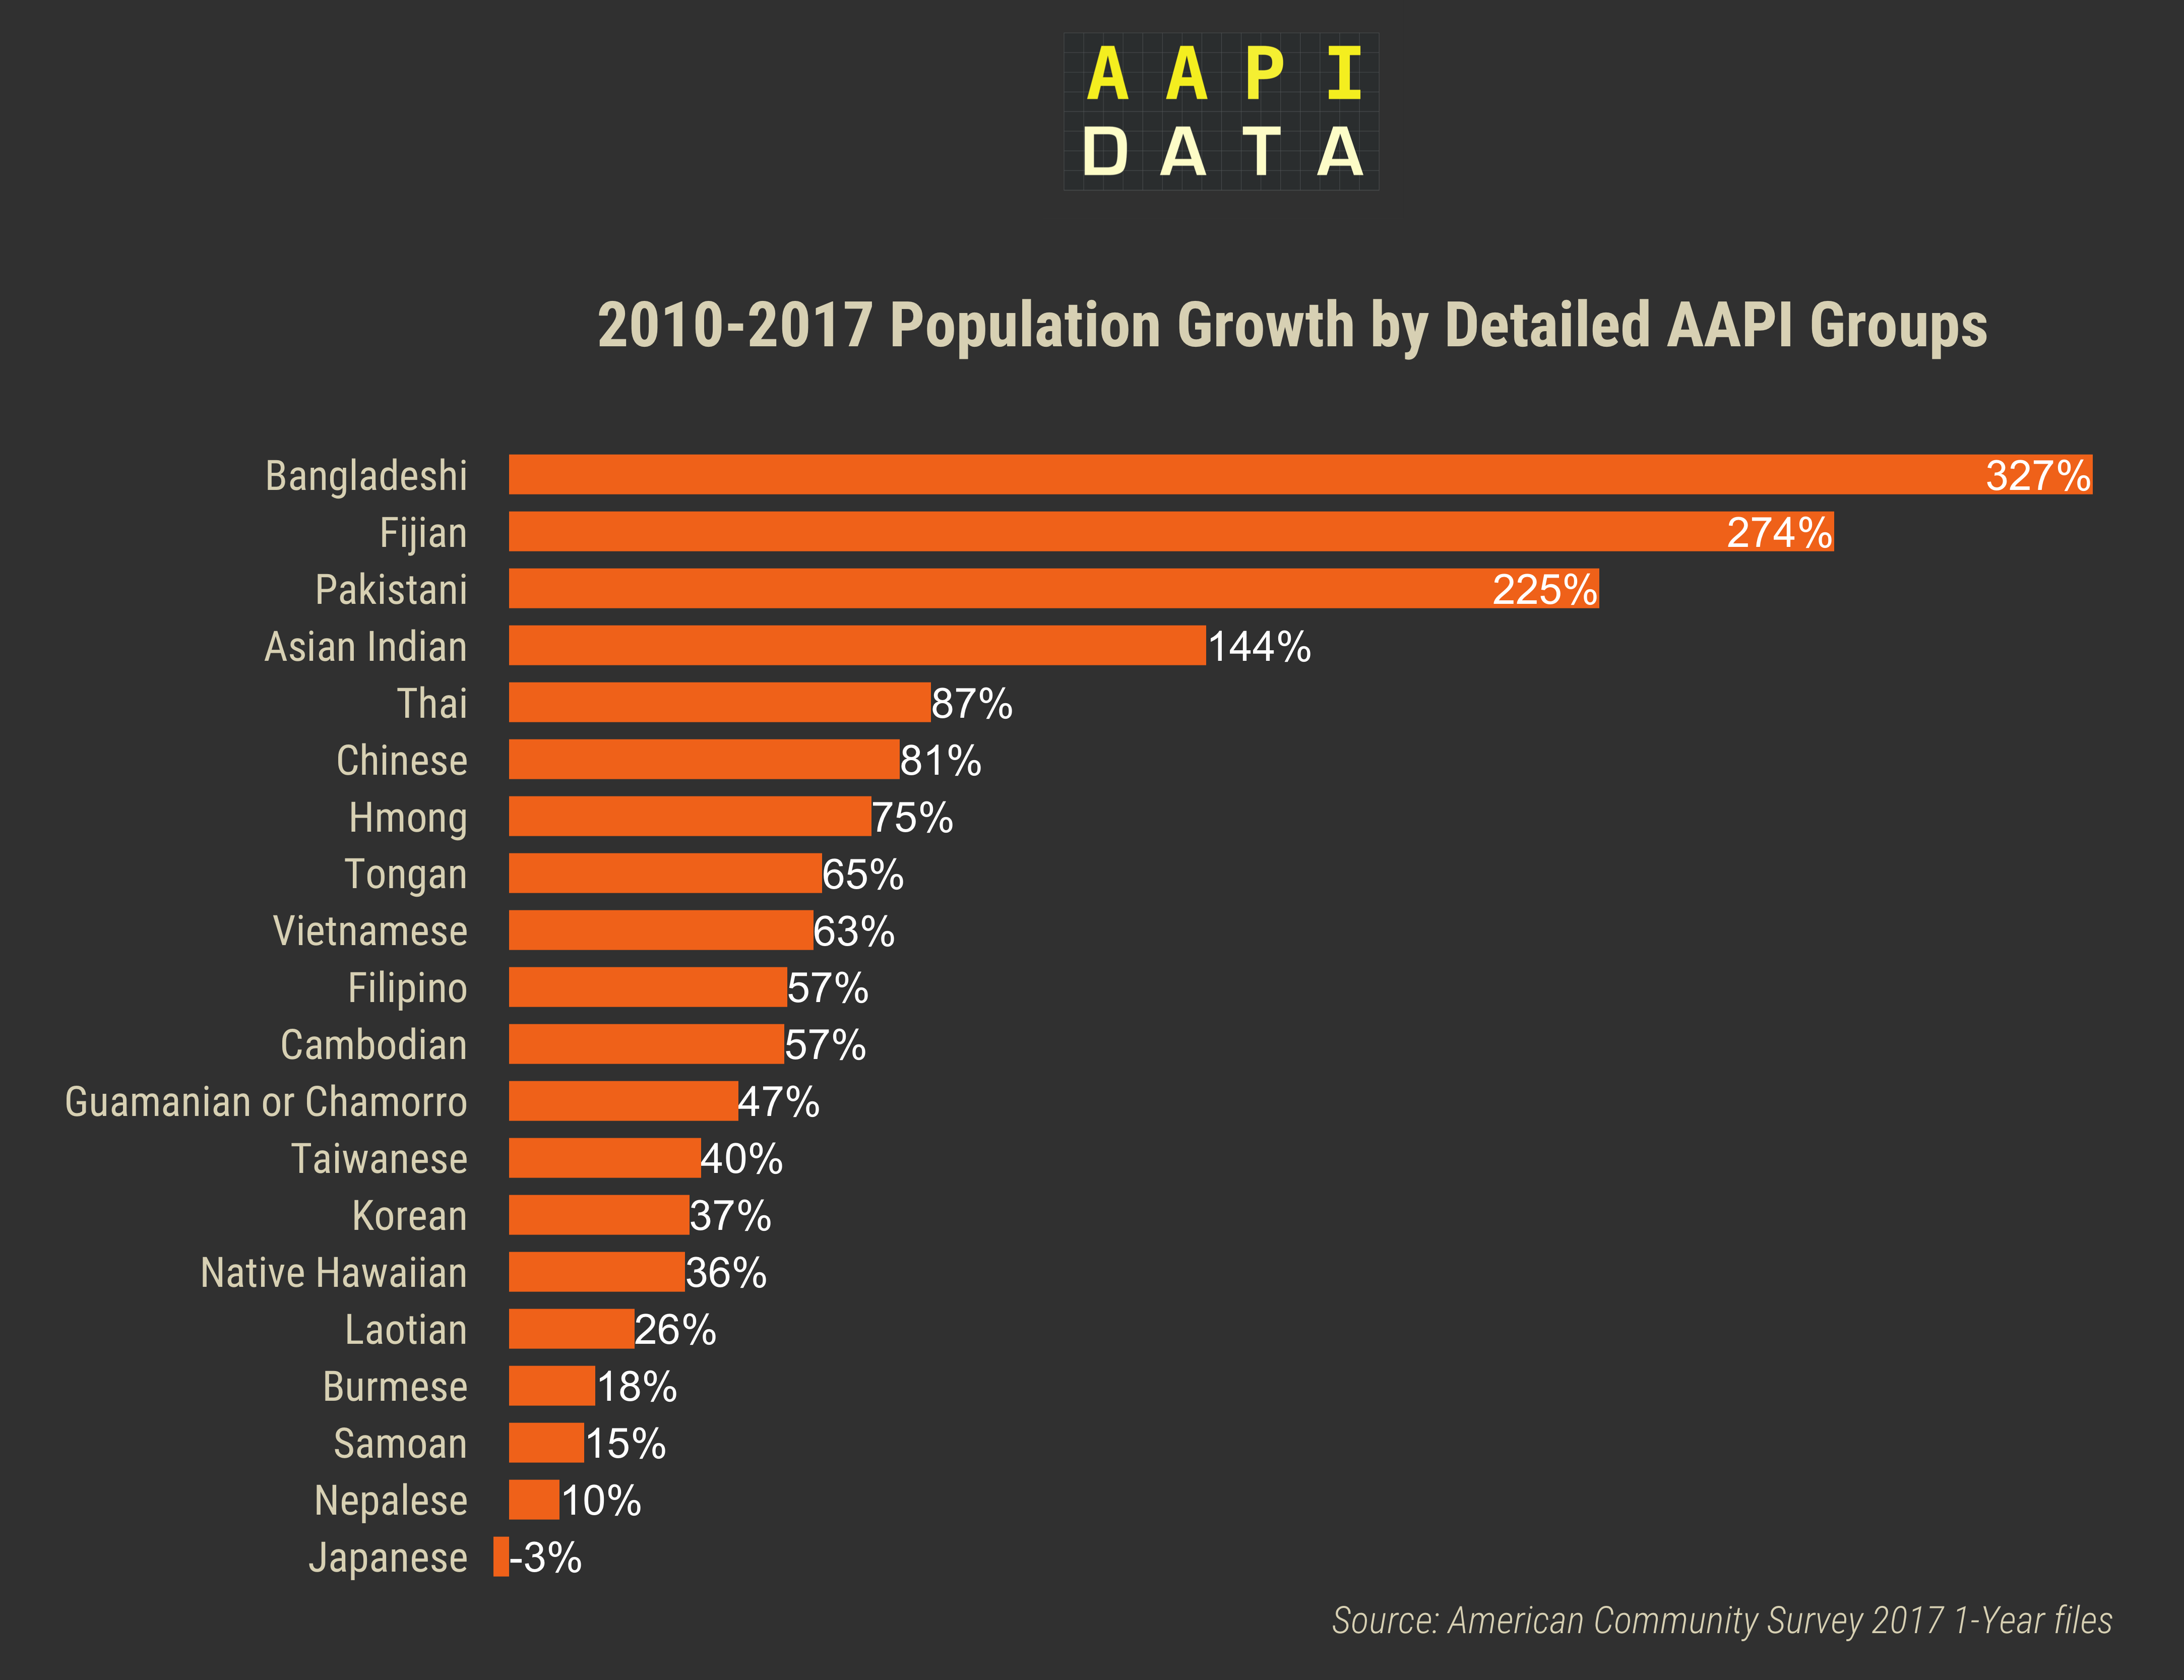 A A P I
D A T A
2010-2017 Population Growth by Detailed AAPI Groups
Bangladeshi 327%
Fijian 274%
Pakistani 225%
Asian Indian 144%
Thai 87%
Chinese 81%
Hmong 75%
Tongan 65%
Vietnamese 63%
Filipino 57%
Cambodian 57%
Guamanian or Chamorro 47%
Taiwanese 40%
Korean 37%
Native Hawaiian 36%
Laotian 26%
Burmese 18%
Samoan 15%
Nepalese 10%
Japanese -3%
Source: American Community Survey 2017 1-Year files